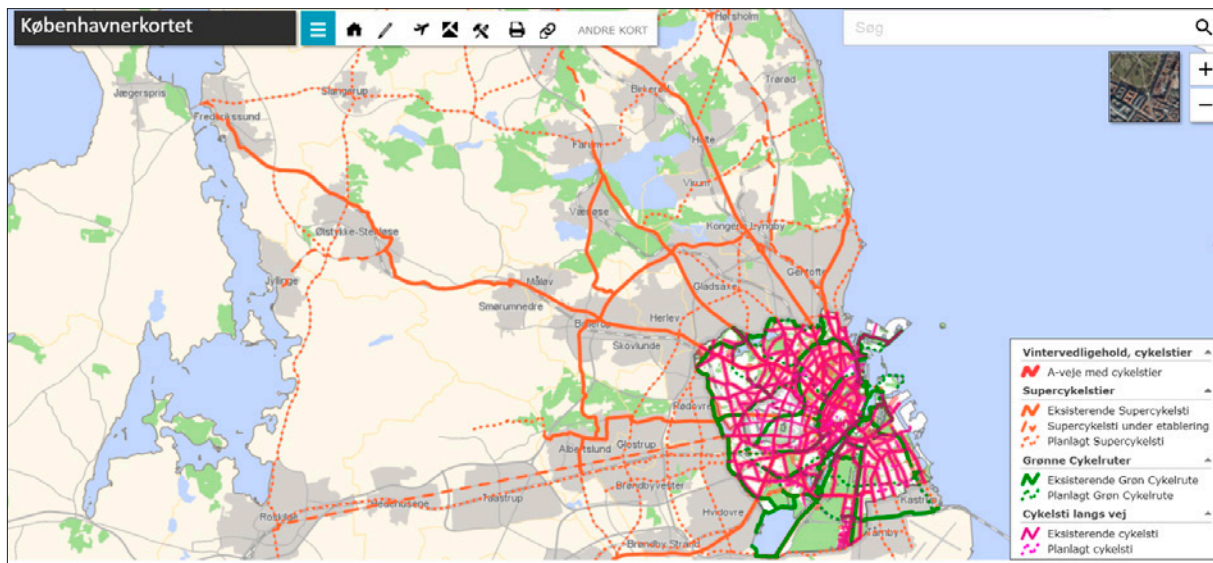 Københavnerkortet
ANDRE KORT
Søg
+
−
Hørsholm
Jægerspris
Slangerup
Trørød
Birkerød
Frederikssund
Farum
Holte
Virum
Værløse
Ølstykke-Stenløse
Kongens Lyngby
Gentofte
Jyllinge
Måløv
Gladsaxe
Smørumnedre
Ballerup
Herlev
Skovlunde
Rødovre
Albertslund
Glostrup
Brøndbyvester
Hedehusene
Taastrup
Roskilde
Hvidovre
Kastrup
Tårnby
Brøndby Strand
Vintervedligehold, cykelstier
A-veje med cykelstier
Supercykelstier
Eksisterende Supercykelsti
Supercykelsti under etablering
Planlagt Supercykelsti
Grønne Cykelruter
Eksisterende Grøn Cykelrute
Planlagt Grøn Cykelrute
Cykelsti langs vej
Eksisterende cykelsti
Planlagt cykelsti